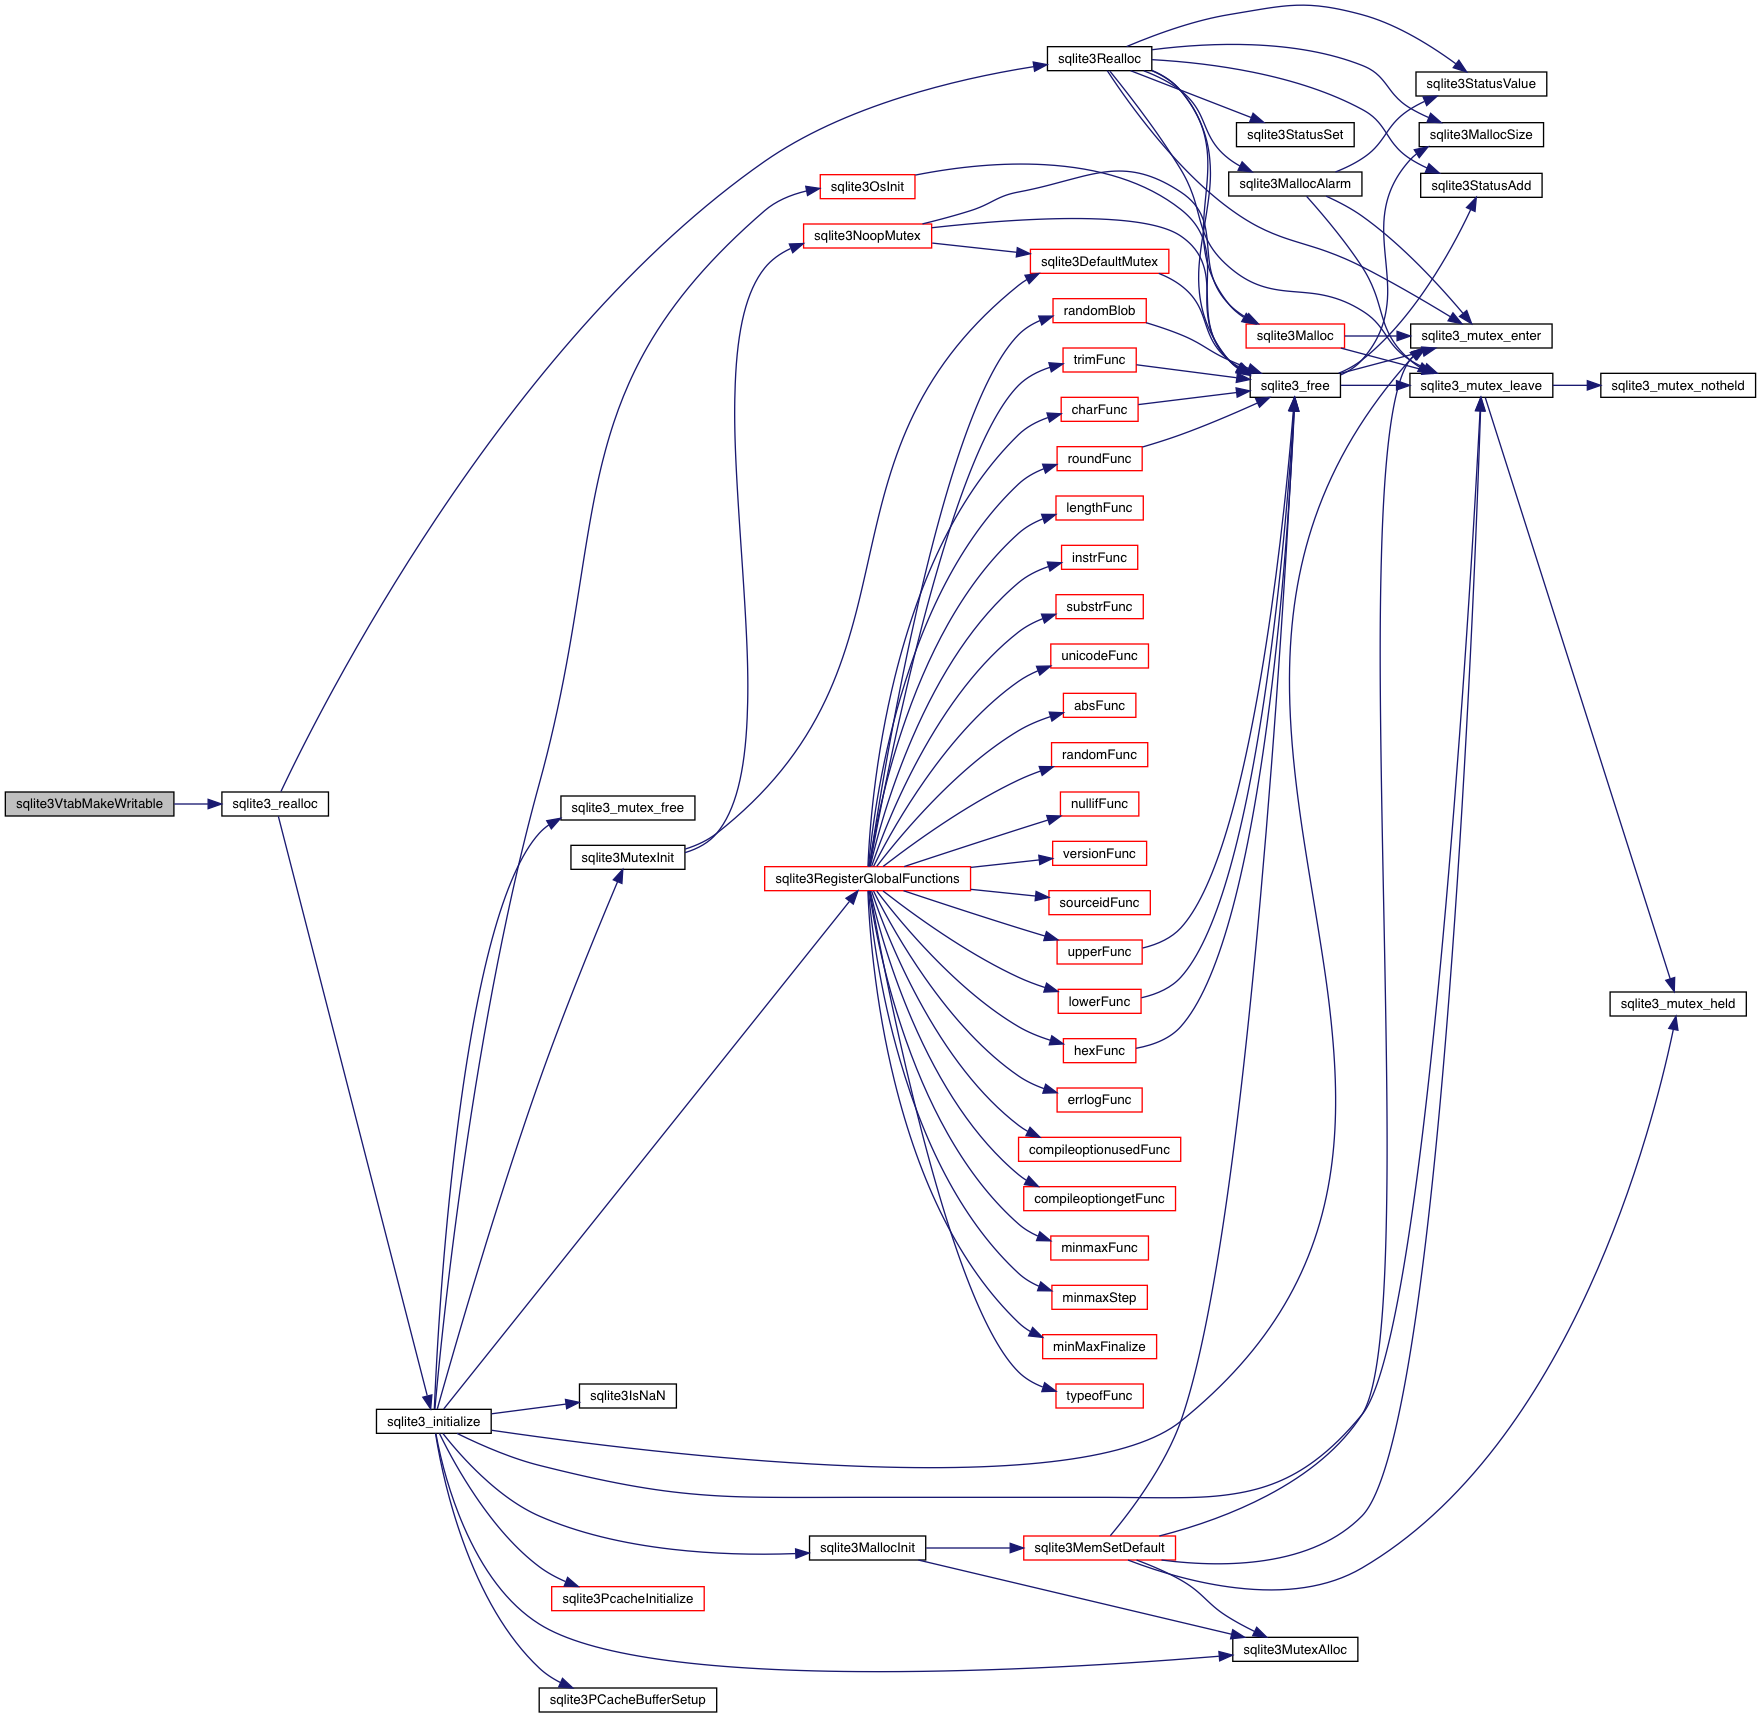 sqlite3Realloc
sqlite3StatusValue
sqlite3StatusSet
sqlite3MallocSize
sqlite3OsInit
sqlite3MallocAlarm
sqlite3StatusAdd
sqlite3NoopMutex
sqlite3DefaultMutex
randomBlob
sqlite3Malloc
sqlite3_mutex_enter
trimFunc
sqlite3_free
sqlite3_mutex_leave
sqlite3_mutex_notheld
charFunc
roundFunc
lengthFunc
instrFunc
substrFunc
unicodeFunc
absFunc
randomFunc
sqlite3VtabMakeWritable
sqlite3_realloc
sqlite3_mutex_free
nullifFunc
sqlite3MutexInit
versionFunc
sqlite3RegisterGlobalFunctions
sourceidFunc
upperFunc
lowerFunc
sqlite3_mutex_held
hexFunc
errlogFunc
compileoptionusedFunc
compileoptiongetFunc
minmaxFunc
minmaxStep
minMaxFinalize
sqlite3IsNaN
typeofFunc
sqlite3_initialize
sqlite3MallocInit
sqlite3MemSetDefault
sqlite3PcacheInitialize
sqlite3MutexAlloc
sqlite3PCacheBufferSetup